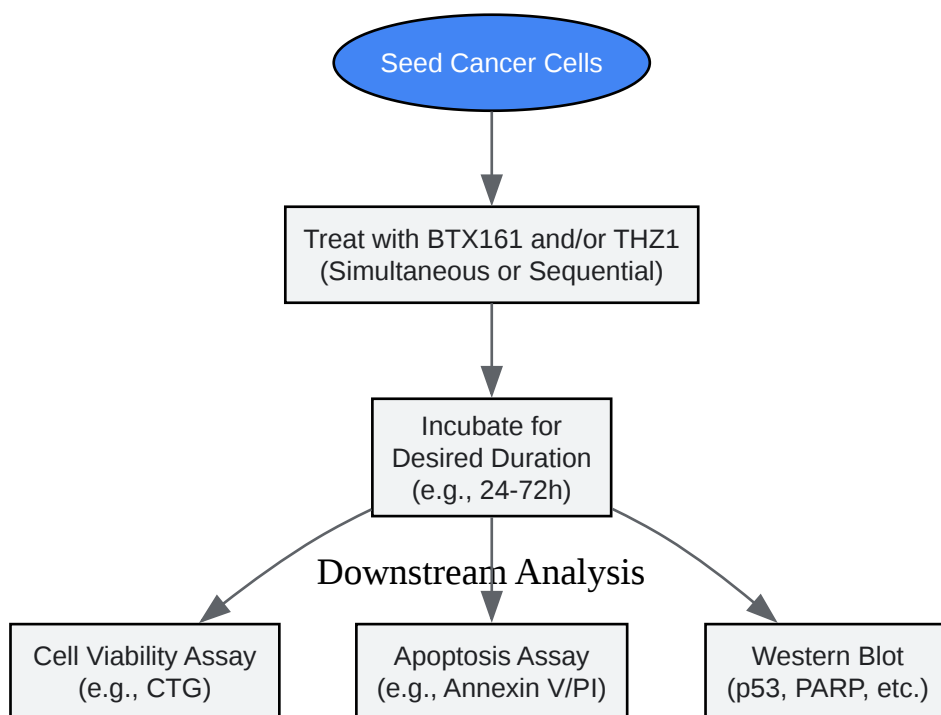 Seed Cancer Cells
Treat with BTX161 and/or THZ1
(Simultaneous or Sequential)
Incubate for
Desired Duration
(e.g., 24-72h)
Downstream Analysis
Cell Viability Assay
(e.g., CTG)
Apoptosis Assay
(e.g., Annexin V/PI)
Western Blot
(p53, PARP, etc.)